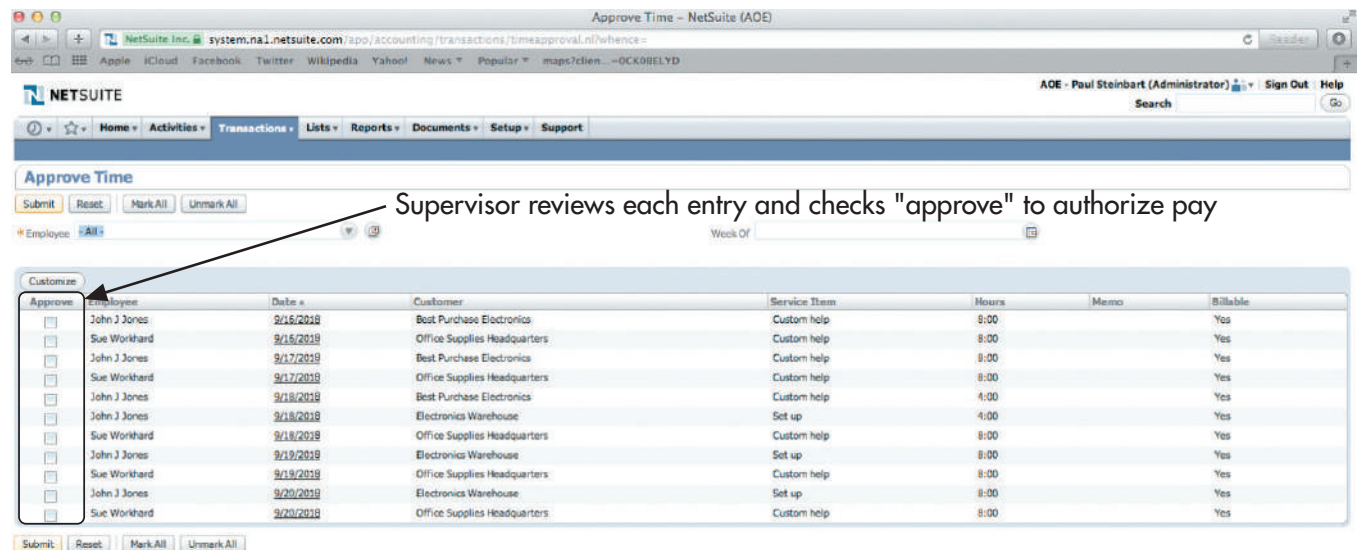 Approve Time – NetSuite (AOE)
NetSuite Inc. system.na1.netsuite.com/app/accounting/transactions/timeapproval.nl?whence= Reader
Apple iCloud Facebook Twitter Wikipedia Yahoo! News Popular maps?clien...=0CK0BELYD
AOE - Paul Steinbart (Administrator) Sign Out Help
NETSUITE
Search Go
Home Activities Transactions Lists Reports Documents Setup Support
Approve Time
Submit Reset Mark All Unmark All
Supervisor reviews each entry and checks "approve" to authorize pay
* Employee - All - Week Of
Customize
Approve Employee Date Customer Service Item Hours Memo Billable
John J Jones 9/16/2018 Best Purchase Electronics Custom help 8:00 Yes
Sue Workhard 9/16/2018 Office Supplies Headquarters Custom help 8:00 Yes
John J Jones 9/17/2018 Best Purchase Electronics Custom help 8:00 Yes
Sue Workhard 9/17/2018 Office Supplies Headquarters Custom help 8:00 Yes
John J Jones 9/18/2018 Best Purchase Electronics Custom help 4:00 Yes
John J Jones 9/18/2018 Electronics Warehouse Set up 4:00 Yes
Sue Workhard 9/18/2018 Office Supplies Headquarters Custom help 8:00 Yes
John J Jones 9/19/2018 Electronics Warehouse Set up 8:00 Yes
Sue Workhard 9/19/2018 Office Supplies Headquarters Custom help 8:00 Yes
John J Jones 9/20/2018 Electronics Warehouse Set up 8:00 Yes
Sue Workhard 9/20/2018 Office Supplies Headquarters Custom help 8:00 Yes
Submit Reset Mark All Unmark All